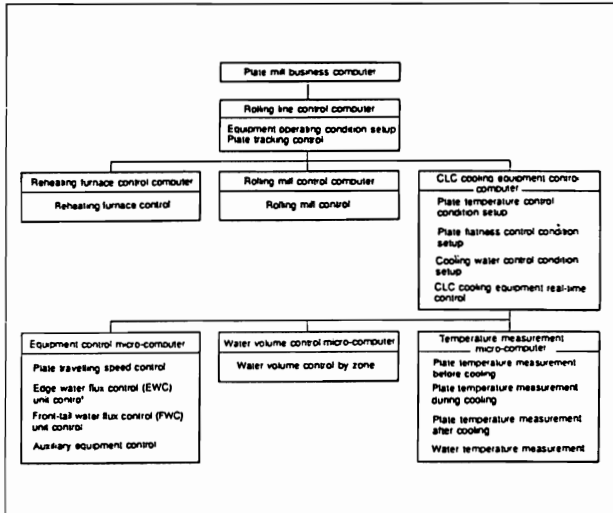 Plate mill business computer
Rolling line control computer
Equipment operating condition setup
Plate tracking control
Reheating furnace control computer
Reheating furnace control
Rolling mill control computer
Rolling mill control
CLC cooling equipment control
computer
Plate temperature control
condition setup
Plate flatness control condition
setup
Cooling water control condition
setup
CLC cooling equipment real-time
control
Equipment control micro-computer
Plate travelling speed control
Edge water flux control (EWC)
unit control
Front-tail water flux control (FWC)
unit control
Auxiliary equipment control
Water volume control micro-computer
Water volume control by zone
Temperature measurement
micro-computer
Plate temperature measurement
before cooling
Plate temperature measurement
during cooling
Plate temperature measurement
after cooling
Water temperature measurement